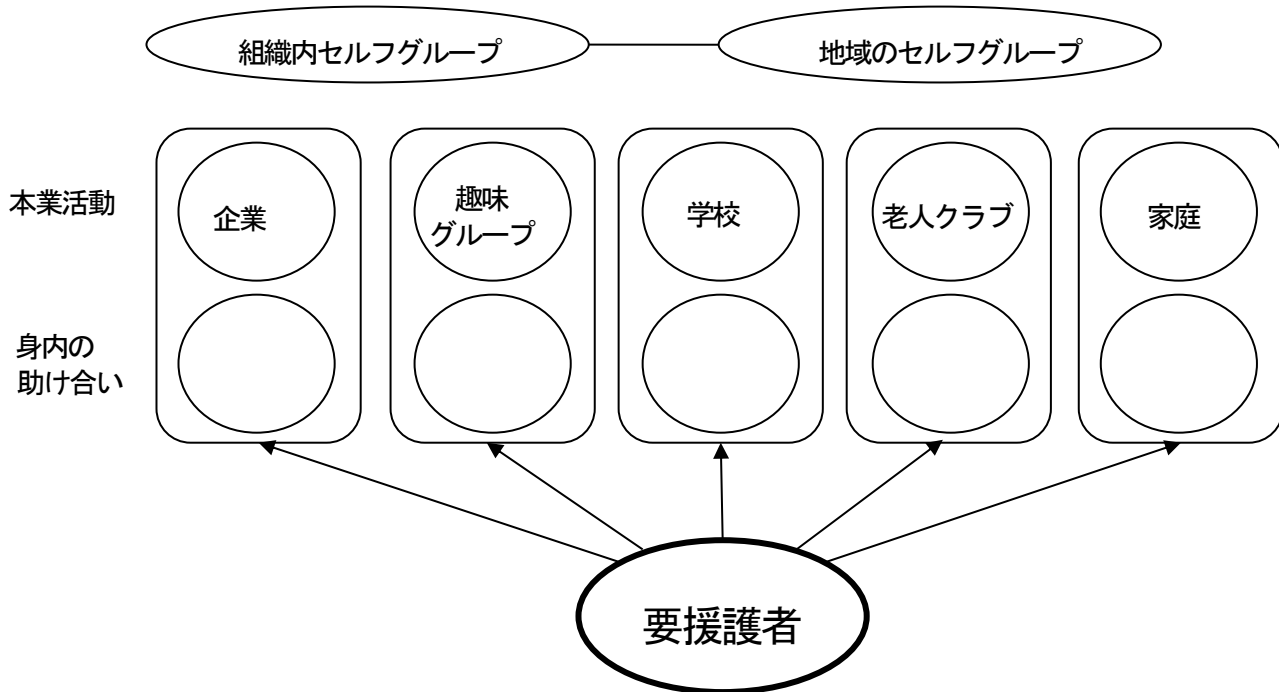 組織内セルフグループ
地域のセルフグループ
本業活動
企業
趣味
グループ
学校
老人クラブ
家庭
身内の
助け合い
要援護者